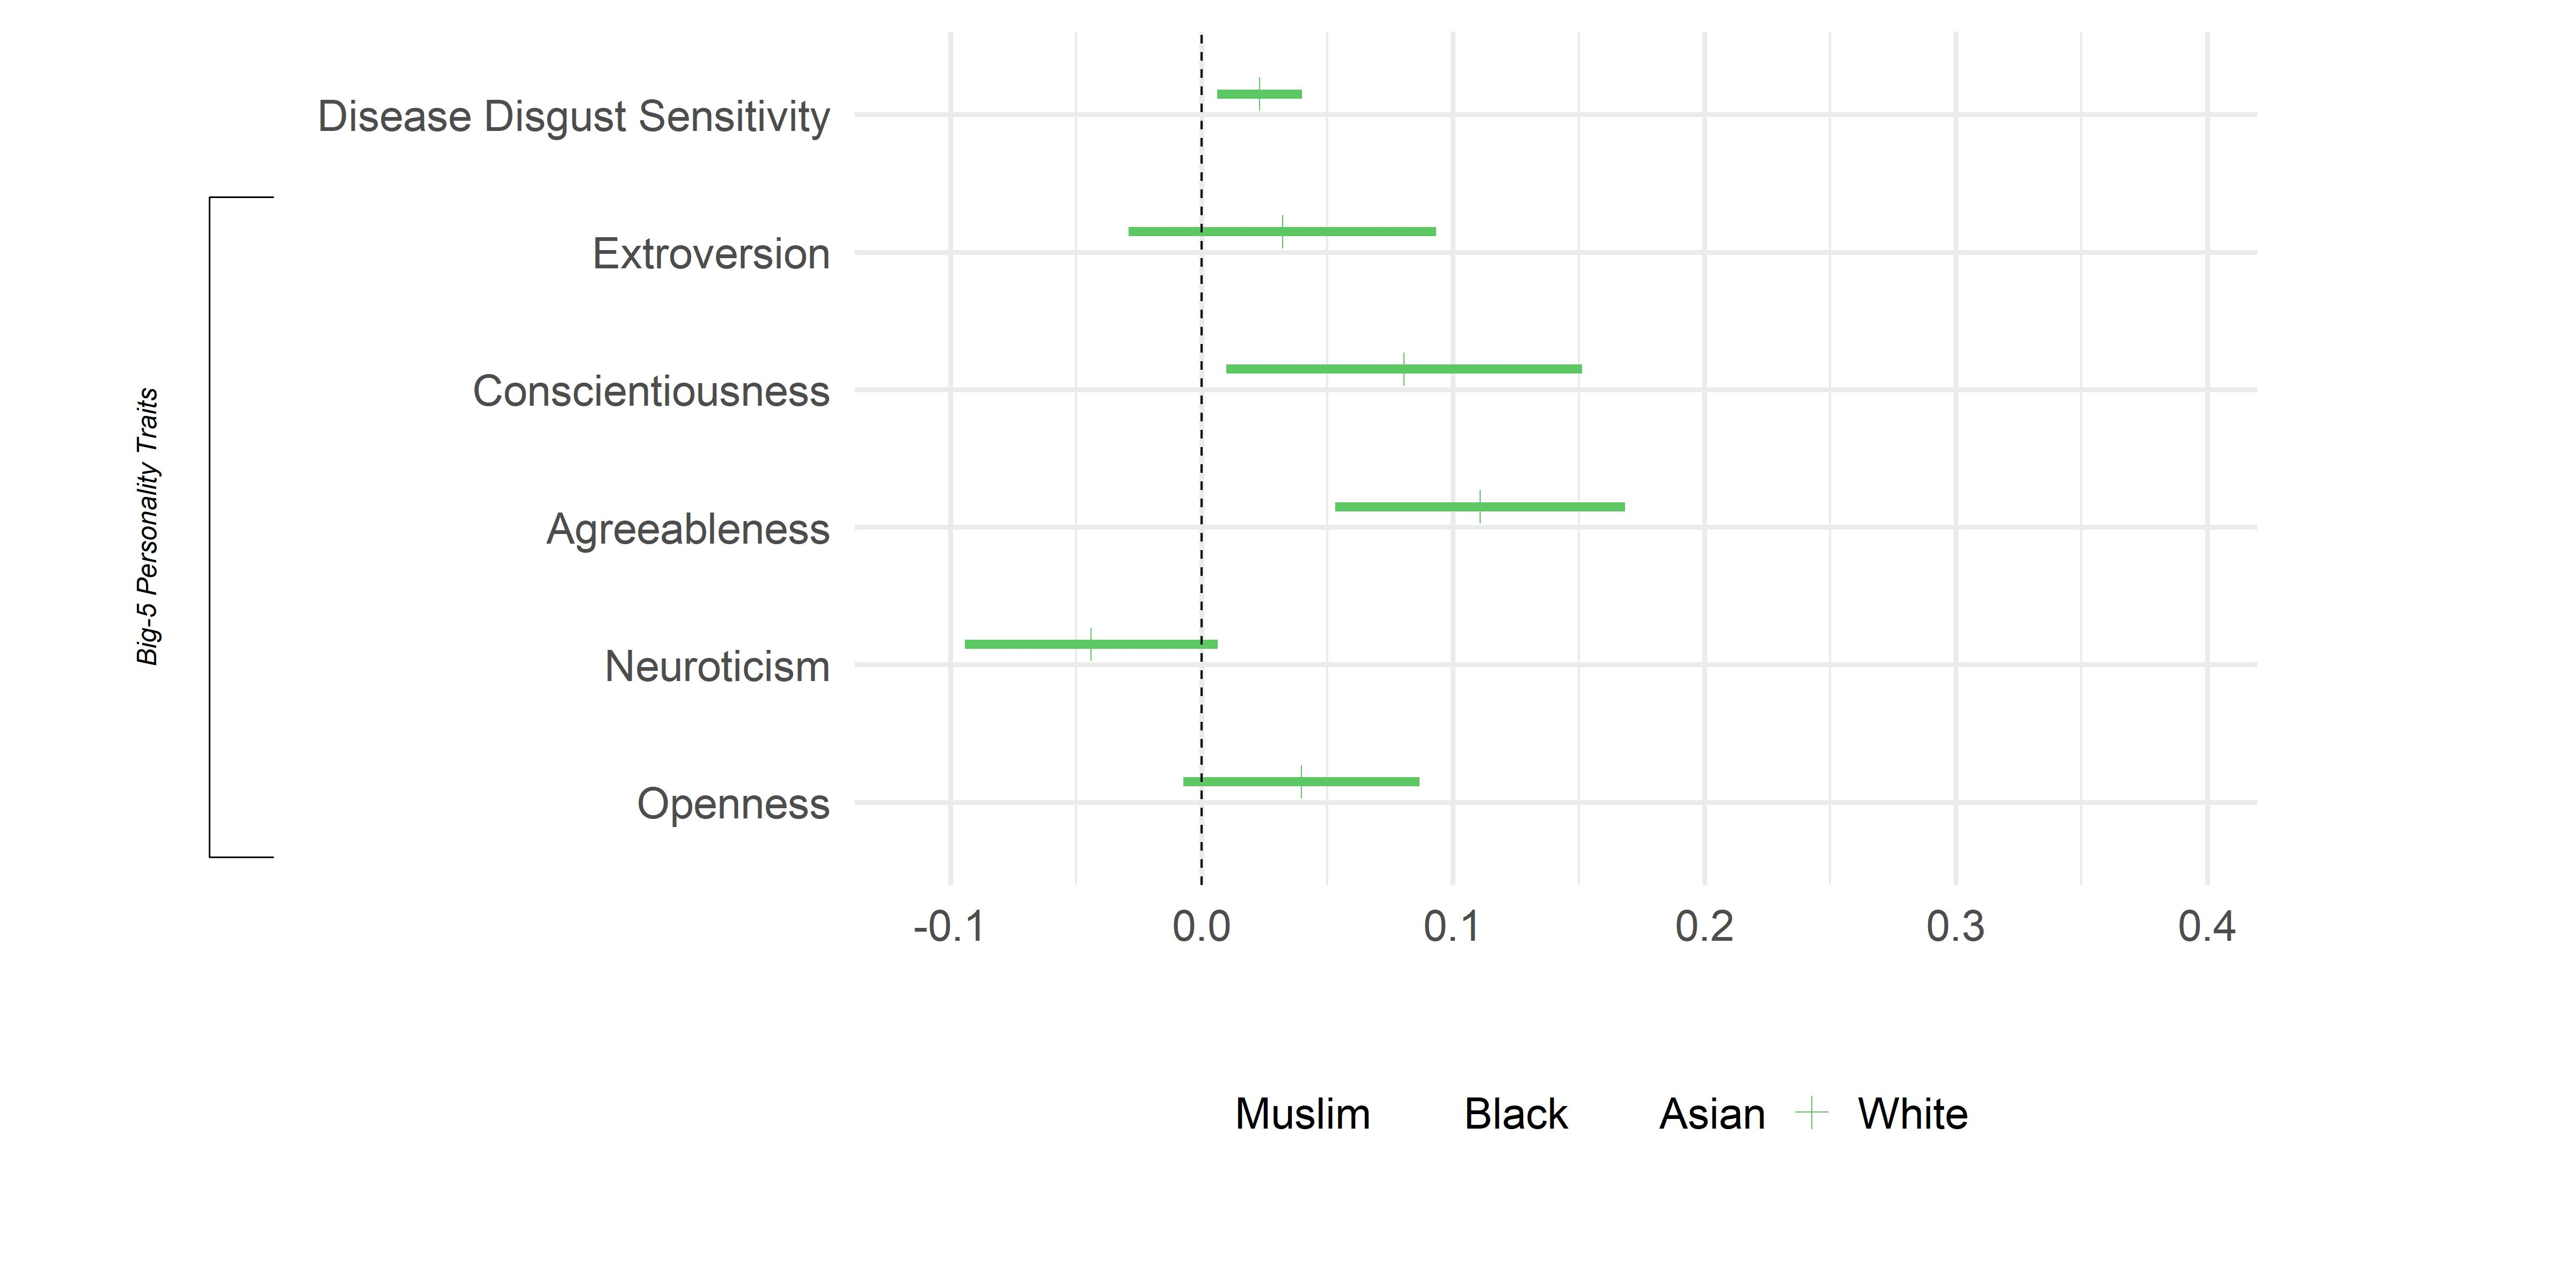 Disease Disgust Sensitivity
Extroversion
Conscientiousness
Agreeableness
Neuroticism
Openness
Big-5 Personality Traits
-0.1 0.0 0.1 0.2 0.3 0.4
Muslim Black Asian White